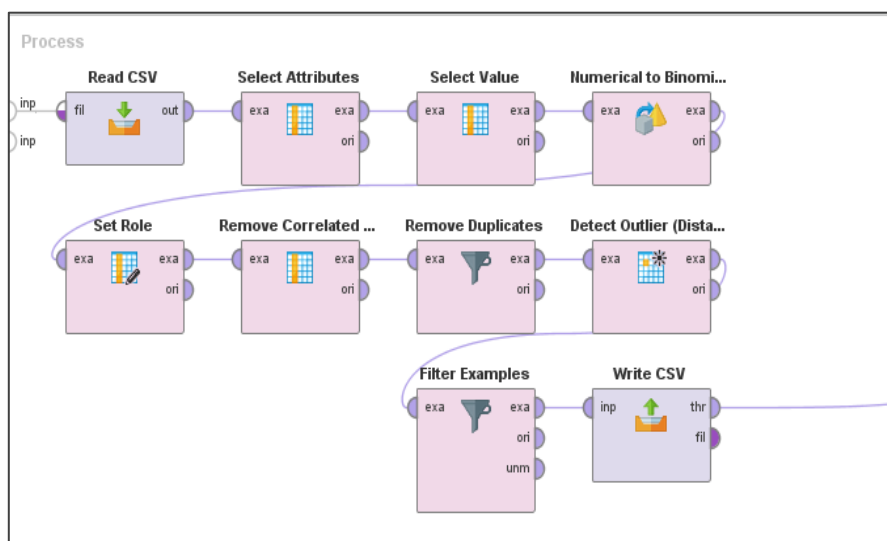 Process
Read CSV
Select Attributes
Select Value
Numerical to Binomi...
inp
fil
out
exa
exa
exa
exa
exa
exa
inp
ori
ori
ori
Set Role
Remove Correlated ...
Remove Duplicates
Detect Outlier (Dista...
exa
exa
exa
exa
exa
exa
exa
exa
ori
ori
ori
ori
Filter Examples
Write CSV
exa
exa
inp
thr
ori
fil
unm